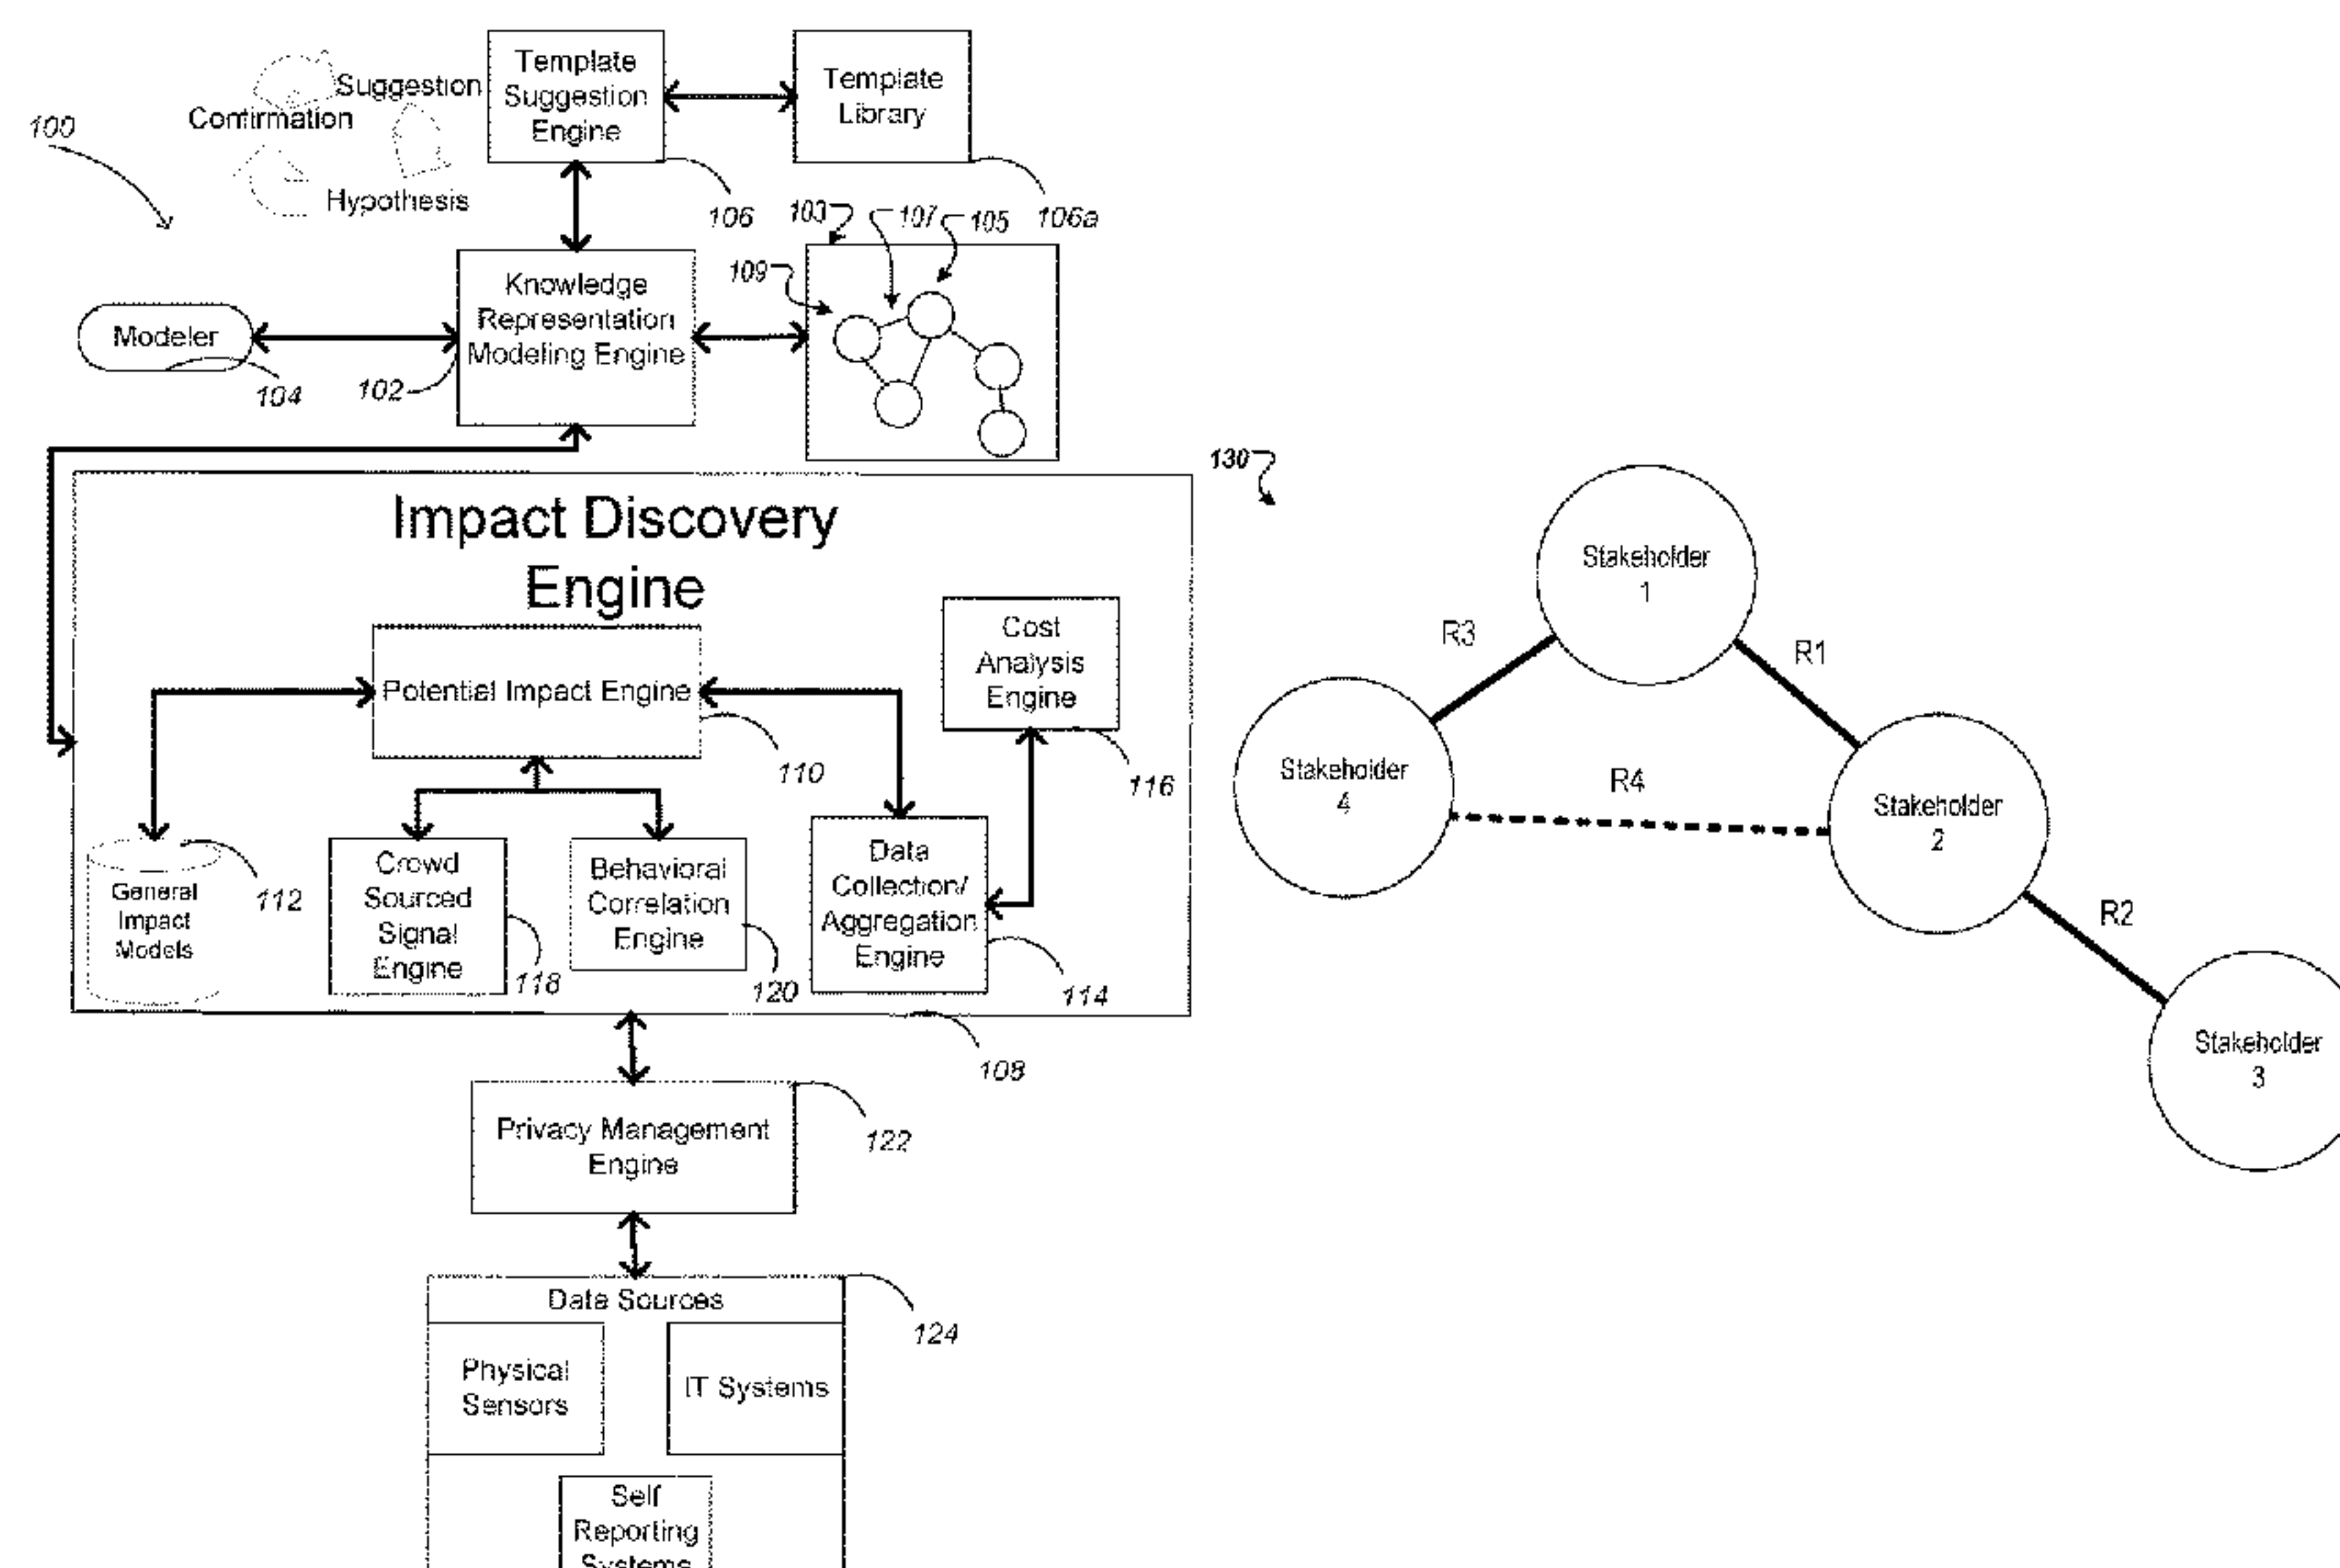 100
Suggestion
Confirmation
Hypothesis
Template
Suggestion
Engine
106
Template
Library
106a
103
107
105
109
Modeler
104
Knowledge
Representation
Modeling Engine
102
Impact Discovery
Engine
Potential Impact Engine
110
Cost
Analysis
Engine
116
General
Impact
Models
112
Crowd
Sourced
Signal
Engine
118
Behavioral
Correlation
Engine
120
Data
Collection/
Aggregation
Engine
114
108
Privacy Management
Engine
122
Data Sources
124
Physical
Sensors
IT Systems
Self
Reporting
Systems
130
Stakeholder
1
R3
R1
Stakeholder
4
R4
Stakeholder
2
R2
Stakeholder
3